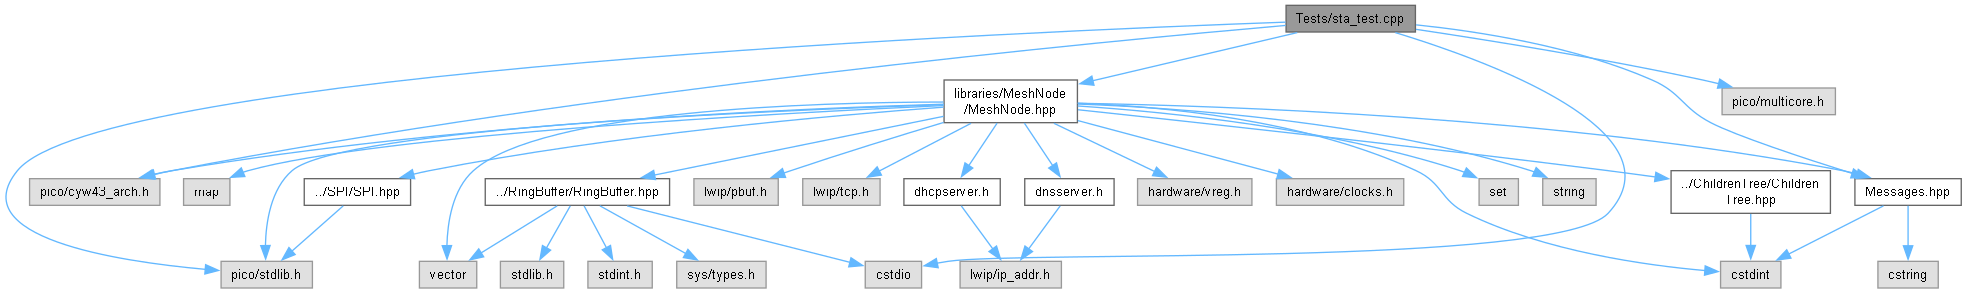 Tests/sta_test.cpp
libraries/MeshNode
/MeshNode.hpp
pico/multicore.h
pico/cyw43_arch.h
map
../SPI/SPI.hpp
../RingBuffer/RingBuffer.hpp
lwip/pbuf.h
lwip/tcp.h
dhcpserver.h
dnsserver.h
hardware/vreg.h
hardware/clocks.h
set
string
../ChildrenTree/Children
Tree.hpp
Messages.hpp
pico/stdlib.h
vector
stdlib.h
stdint.h
sys/types.h
cstdio
lwip/ip_addr.h
cstdint
cstring